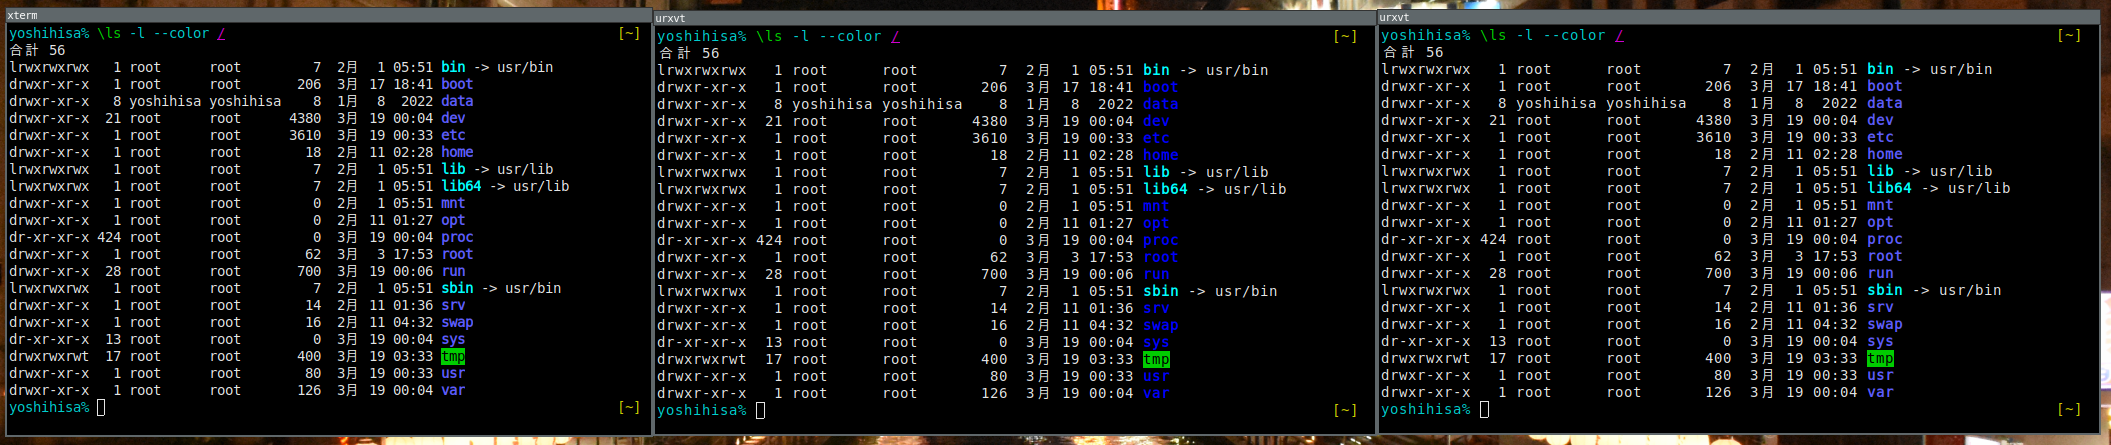 xterm
yoshihisa% \ls -l --color / [~]
合計 56
lrwxrwxrwx 1 root root 7 2月 1 05:51 bin -> usr/bin
drwxr-xr-x 1 root root 206 3月 17 18:41 boot
drwxr-xr-x 8 yoshihisa yoshihisa 8 1月 8 2022 data
drwxr-xr-x 21 root root 4380 3月 19 00:04 dev
drwxr-xr-x 1 root root 3610 3月 19 00:33 etc
drwxr-xr-x 1 root root 18 2月 11 02:28 home
lrwxrwxrwx 1 root root 7 2月 1 05:51 lib -> usr/lib
lrwxrwxrwx 1 root root 7 2月 1 05:51 lib64 -> usr/lib
drwxr-xr-x 1 root root 0 2月 1 05:51 mnt
drwxr-xr-x 1 root root 0 2月 11 01:27 opt
dr-xr-xr-x 424 root root 0 3月 19 00:04 proc
drwxr-xr-x 1 root root 62 3月 3 17:53 root
drwxr-xr-x 28 root root 700 3月 19 00:06 run
lrwxrwxrwx 1 root root 7 2月 1 05:51 sbin -> usr/bin
drwxr-xr-x 1 root root 14 2月 11 01:36 srv
drwxr-xr-x 1 root root 16 2月 11 04:32 swap
dr-xr-xr-x 13 root root 0 3月 19 00:04 sys
drwxrwxrwt 17 root root 400 3月 19 03:33 tmp
drwxr-xr-x 1 root root 80 3月 19 00:33 usr
drwxr-xr-x 1 root root 126 3月 19 00:04 var
yoshihisa% [~]
urxvt
yoshihisa% \ls -l --color / [~]
合計 56
lrwxrwxrwx 1 root root 7 2月 1 05:51 bin -> usr/bin
drwxr-xr-x 1 root root 206 3月 17 18:41 boot
drwxr-xr-x 8 yoshihisa yoshihisa 8 1月 8 2022 data
drwxr-xr-x 21 root root 4380 3月 19 00:04 dev
drwxr-xr-x 1 root root 3610 3月 19 00:33 etc
drwxr-xr-x 1 root root 18 2月 11 02:28 home
lrwxrwxrwx 1 root root 7 2月 1 05:51 lib -> usr/lib
lrwxrwxrwx 1 root root 7 2月 1 05:51 lib64 -> usr/lib
drwxr-xr-x 1 root root 0 2月 1 05:51 mnt
drwxr-xr-x 1 root root 0 2月 11 01:27 opt
dr-xr-xr-x 424 root root 0 3月 19 00:04 proc
drwxr-xr-x 1 root root 62 3月 3 17:53 root
drwxr-xr-x 28 root root 700 3月 19 00:06 run
lrwxrwxrwx 1 root root 7 2月 1 05:51 sbin -> usr/bin
drwxr-xr-x 1 root root 14 2月 11 01:36 srv
drwxr-xr-x 1 root root 16 2月 11 04:32 swap
dr-xr-xr-x 13 root root 0 3月 19 00:04 sys
drwxrwxrwt 17 root root 400 3月 19 03:33 tmp
drwxr-xr-x 1 root root 80 3月 19 00:33 usr
drwxr-xr-x 1 root root 126 3月 19 00:04 var
yoshihisa% [~]
urxvt
yoshihisa% \ls -l --color / [~]
合計 56
lrwxrwxrwx 1 root root 7 2月 1 05:51 bin -> usr/bin
drwxr-xr-x 1 root root 206 3月 17 18:41 boot
drwxr-xr-x 8 yoshihisa yoshihisa 8 1月 8 2022 data
drwxr-xr-x 21 root root 4380 3月 19 00:04 dev
drwxr-xr-x 1 root root 3610 3月 19 00:33 etc
drwxr-xr-x 1 root root 18 2月 11 02:28 home
lrwxrwxrwx 1 root root 7 2月 1 05:51 lib -> usr/lib
lrwxrwxrwx 1 root root 7 2月 1 05:51 lib64 -> usr/lib
drwxr-xr-x 1 root root 0 2月 1 05:51 mnt
drwxr-xr-x 1 root root 0 2月 11 01:27 opt
dr-xr-xr-x 424 root root 0 3月 19 00:04 proc
drwxr-xr-x 1 root root 62 3月 3 17:53 root
drwxr-xr-x 28 root root 700 3月 19 00:06 run
lrwxrwxrwx 1 root root 7 2月 1 05:51 sbin -> usr/bin
drwxr-xr-x 1 root root 14 2月 11 01:36 srv
drwxr-xr-x 1 root root 16 2月 11 04:32 swap
dr-xr-xr-x 13 root root 0 3月 19 00:04 sys
drwxrwxrwt 17 root root 400 3月 19 03:33 tmp
drwxr-xr-x 1 root root 80 3月 19 00:33 usr
drwxr-xr-x 1 root root 126 3月 19 00:04 var
yoshihisa% [~]